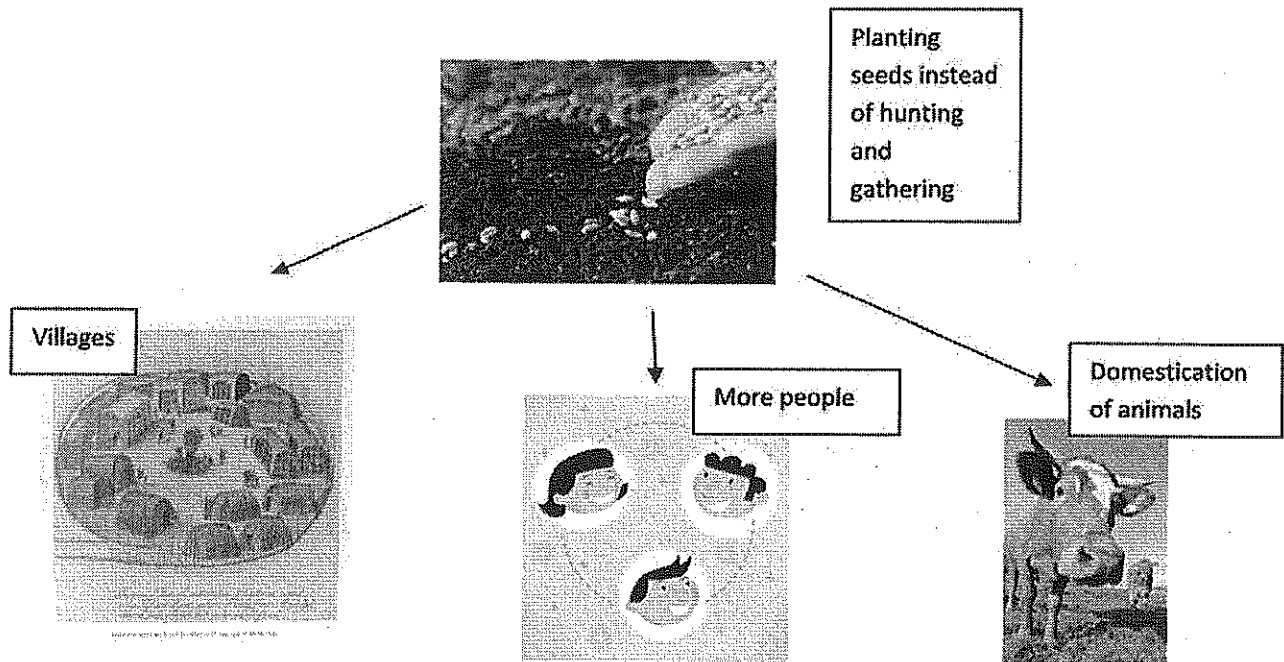 Planting
seeds instead
of hunting
and
gathering
Villages
More people
Domestication
of animals